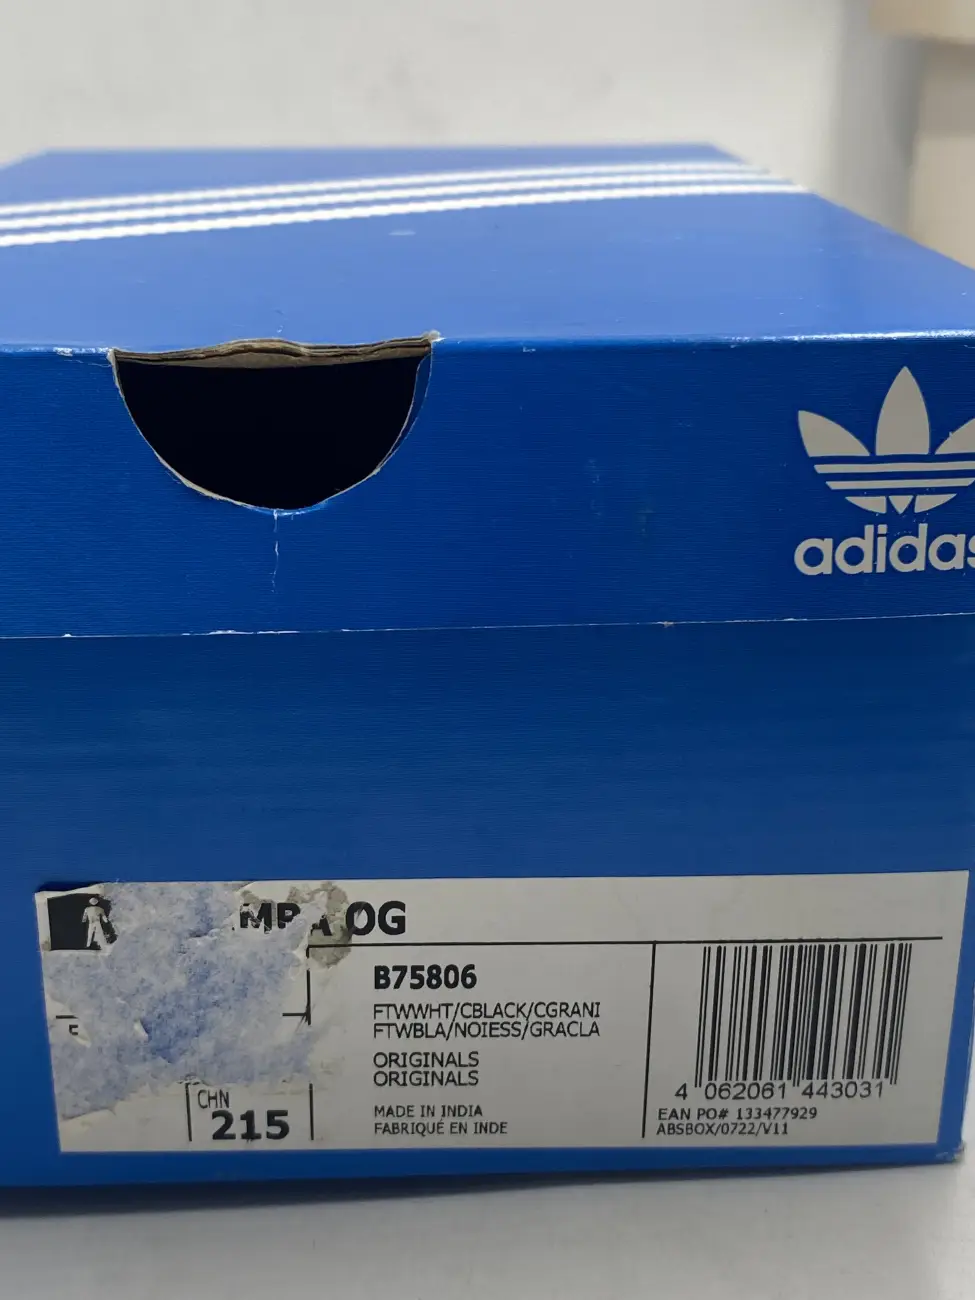 adidas
OG
B75806
FTWWHT/CBLACK/CGRANI
FTWBLA/NOIESS/GRACLA
ORIGINALS
ORIGINALS
MADE IN INDIA
FABRIQUÉ EN INDE
CHN
215
4 062061 443031
EAN PO# 133477929
ABSBOX/0722/V11